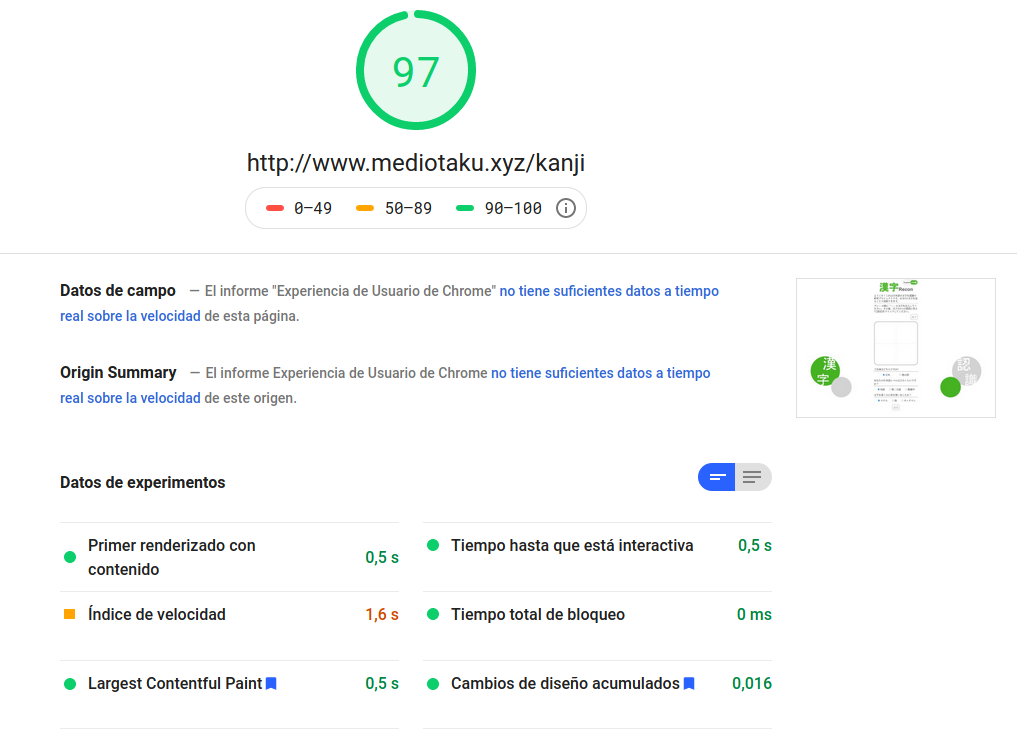 97
http://www.mediotaku.xyz/kanji
0–49 50–89 90–100
Datos de campo — El informe "Experiencia de Usuario de Chrome" no tiene suficientes datos a tiempo
real sobre la velocidad de esta página.
Origin Summary — El informe Experiencia de Usuario de Chrome no tiene suficientes datos a tiempo
real sobre la velocidad de este origen.
漢字Recon
漢
字
認
識
Datos de experimentos
Primer renderizado con
contenido
0,5 s
Tiempo hasta que está interactiva 0,5 s
Índice de velocidad 1,6 s
Tiempo total de bloqueo 0 ms
Largest Contentful Paint 0,5 s
Cambios de diseño acumulados 0,016